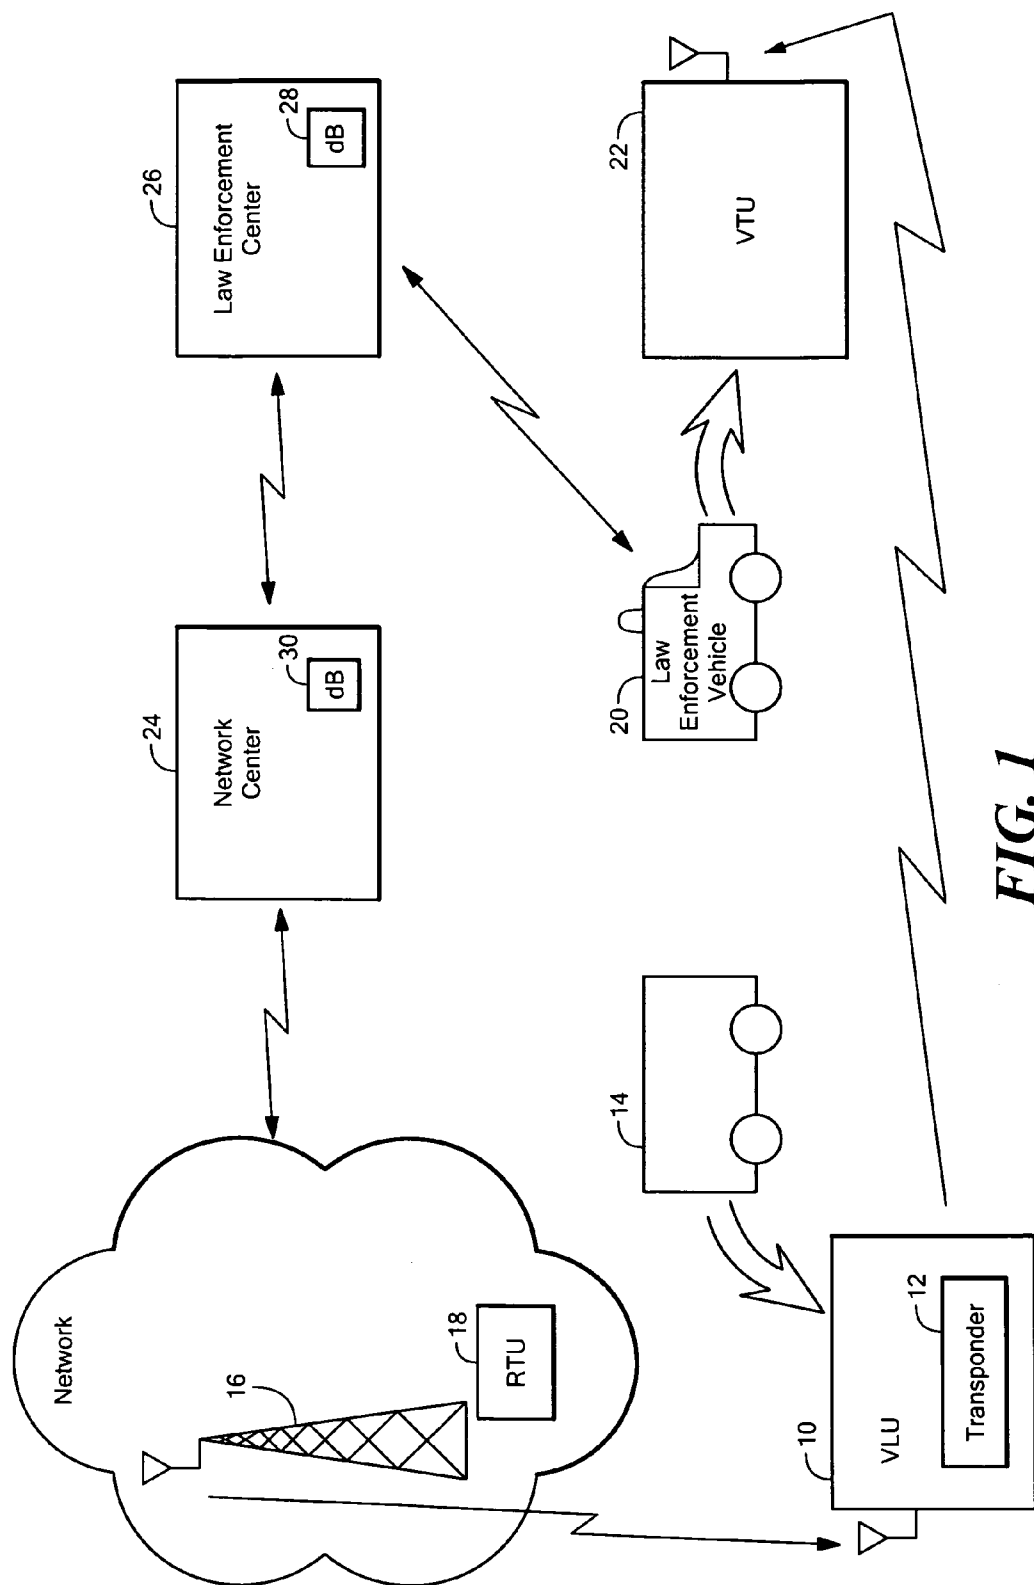 Network
16
18
RTU
24
Network
Center
30
dB
26
Law Enforcement
Center
28
dB
10
VLU
12
Transponder
14
20
Law
Enforcement
Vehicle
22
VTU
FIG. 1